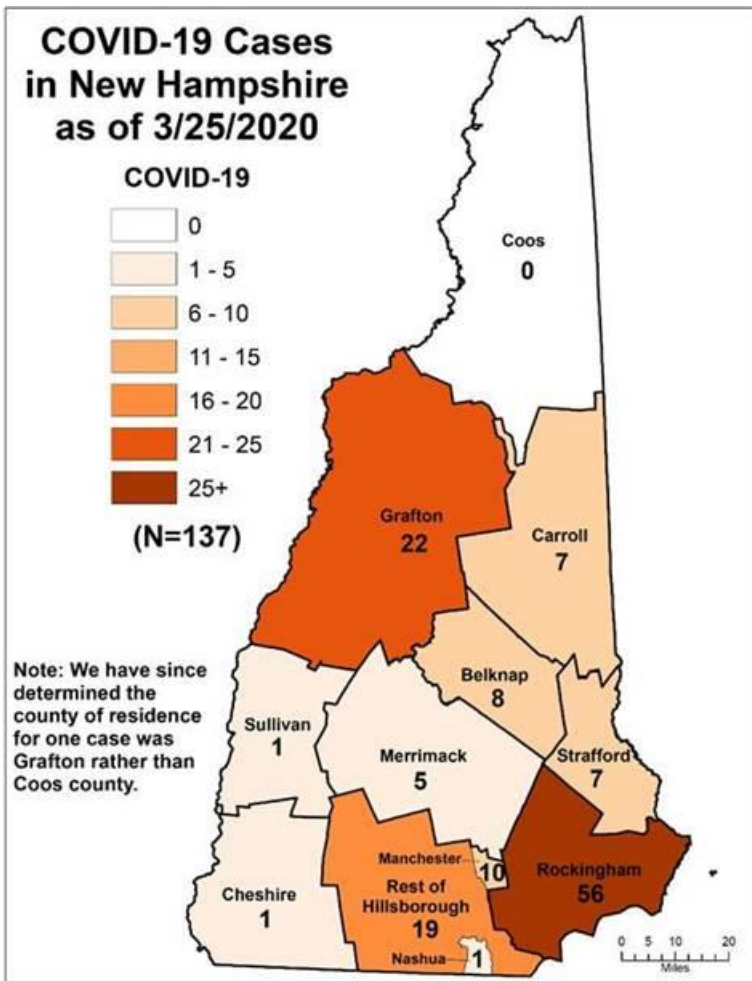 COVID-19 Cases
in New Hampshire
as of 3/25/2020
COVID-19
0
1 - 5
6 - 10
11 - 15
16 - 20
21 - 25
25+
(N=137)
Note: We have since
determined the
county of residence
for one case was
Grafton rather than
Coos county.
Coos
0
Grafton
22
Carroll
7
Belknap
8
Sullivan
1
Merrimack
5
Strafford
7
Manchester
10
Rockingham
56
Cheshire
1
Rest of
Hillsborough
19
Nashua
1
0 5 10 20
Miles